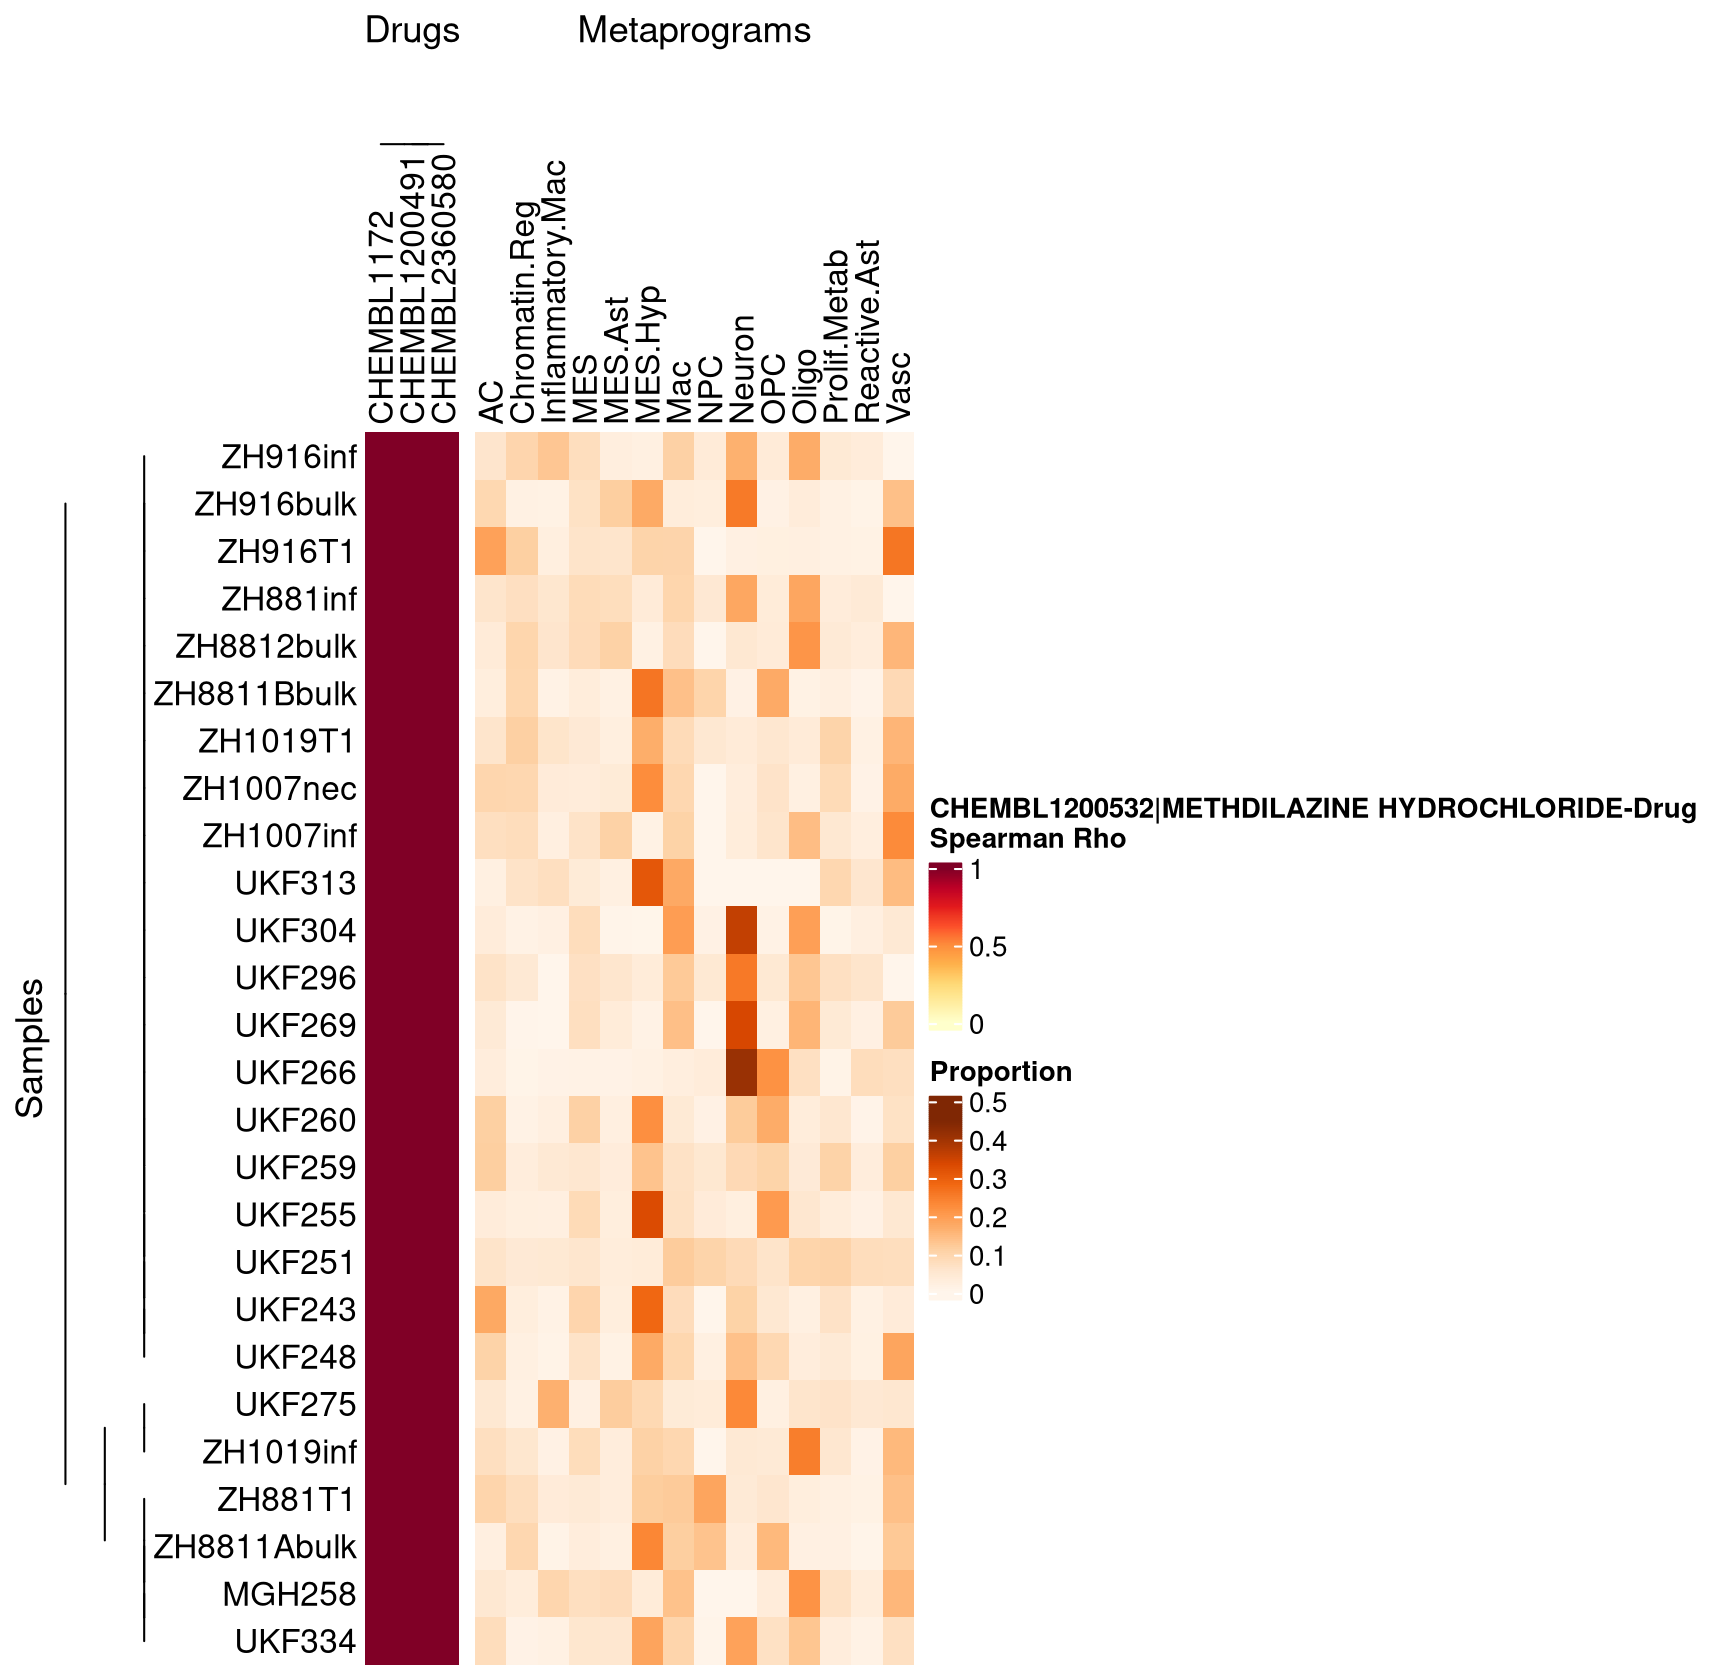 Drugs
Metaprograms
CHEMBL1172
CHEMBL1200491
CHEMBL2360580
AC
Chromatin.Reg
Inflammatory.Mac
MES
MES.Ast
MES.Hyp
Mac
NPC
Neuron
OPC
Oligo
Prolif.Metab
Reactive.Ast
Vasc
Samples
ZH916inf
ZH916bulk
ZH916T1
ZH881inf
ZH8812bulk
ZH8811Bbulk
ZH1019T1
ZH1007nec
ZH1007inf
UKF313
UKF304
UKF296
UKF269
UKF266
UKF260
UKF259
UKF255
UKF251
UKF243
UKF248
UKF275
ZH1019inf
ZH881T1
ZH8811Abulk
MGH258
UKF334
CHEMBL1200532|METHDILAZINE HYDROCHLORIDE-Drug
Spearman Rho
1
0.5
0
Proportion
0.5
0.4
0.3
0.2
0.1
0